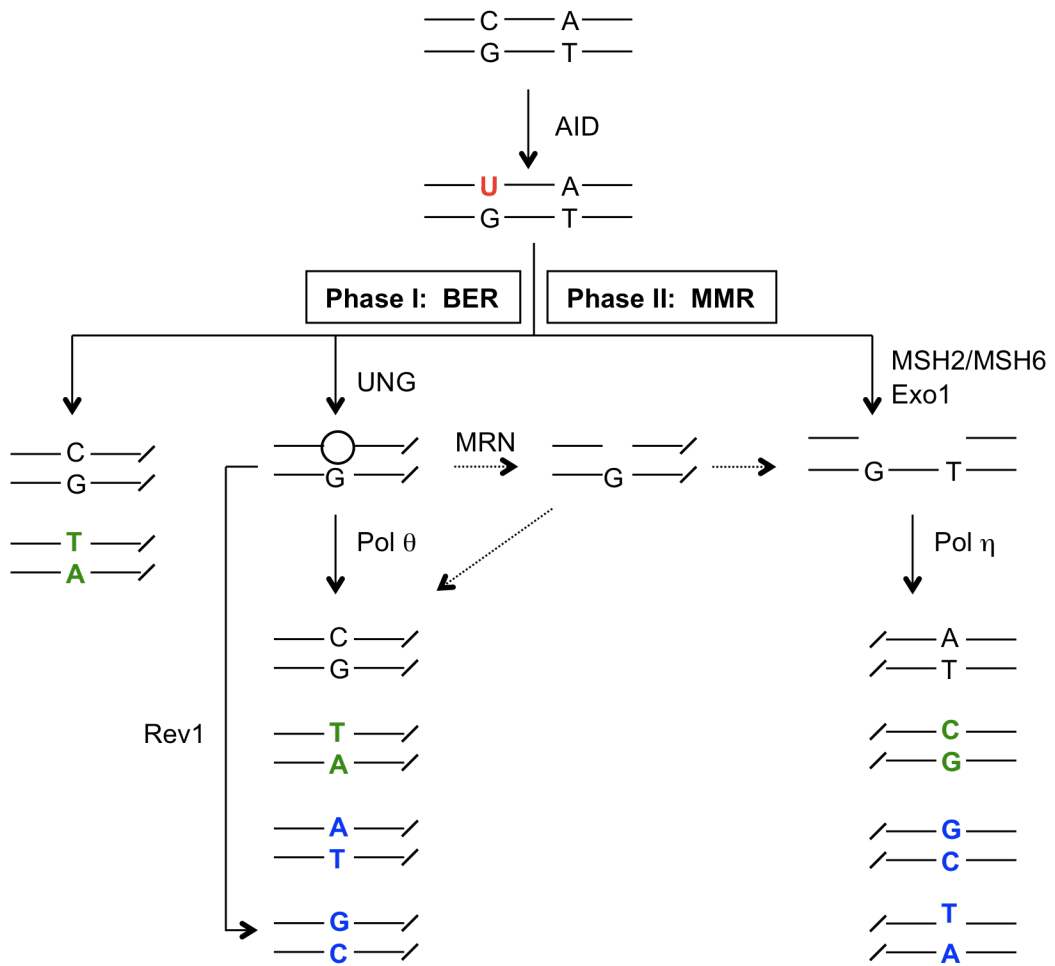 C A
G T
AID
U A
G T
Phase I: BER
Phase II: MMR
UNG
MSH2/MSH6
Exo1
C
G
T
A
G
MRN
G
G T
Pol θ
Pol η
Rev1
C
G
T
A
A
T
G
C
A
T
C
G
G
C
T
A